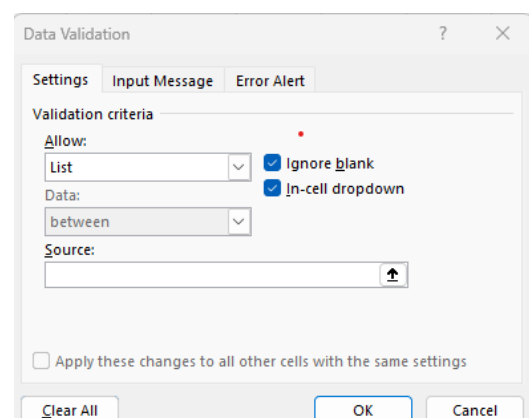 Data Validation ?
Settings Input Message Error Alert
Validation criteria
Allow:
List
Ignore blank
In-cell dropdown
Data:
between
Source:
Apply these changes to all other cells with the same settings
Clear All OK Cancel